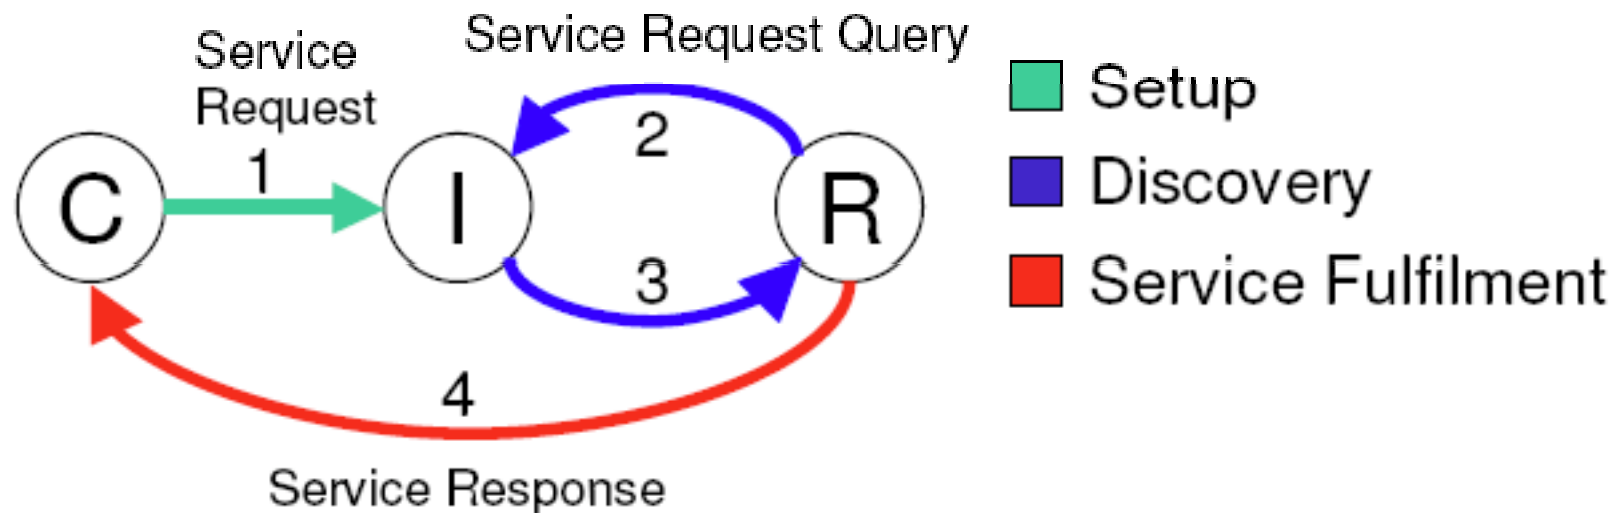 Service
Request
Service Request Query
1
2
C
I
R
3
4
Service Response
Setup
Discovery
Service Fulfilment